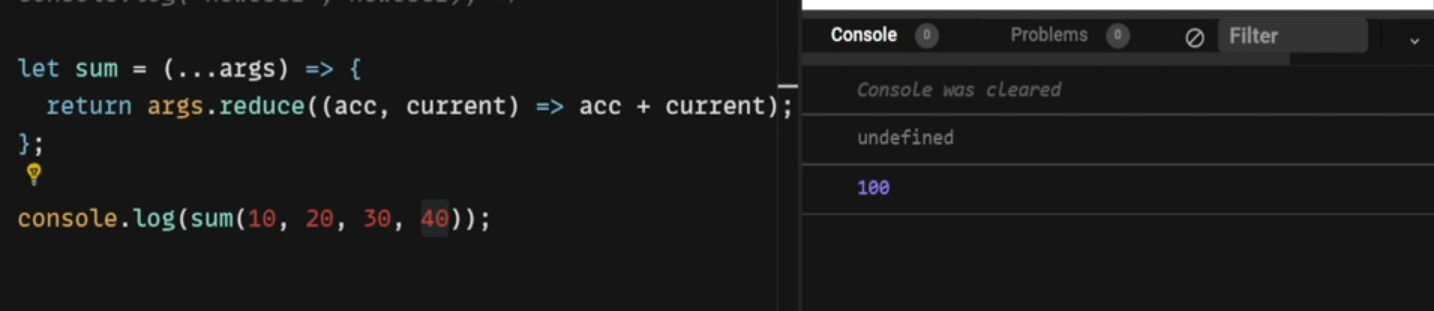 let sum = (...args) => {
return args.reduce((acc, current) => acc + current);
};
console.log(sum(10, 20, 30, 40));
Console 0 Problems 0 Filter
Console was cleared
undefined
100